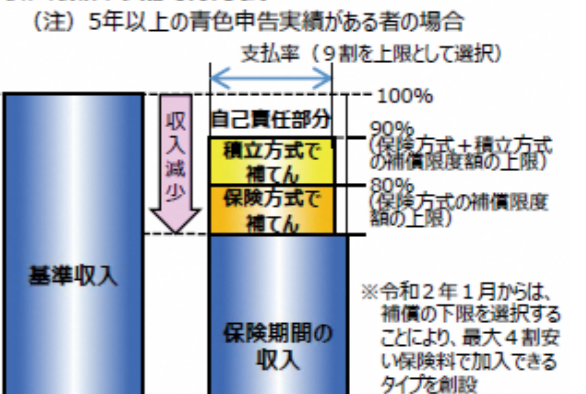 (注)5年以上の青色申告実績がある者の場合
支払率(9割を上限として選択)
100%
収入減少
自己責任部分
90%
(保険方式+積立方式
の補償限度額の上限)
積立方式で
補てん
80%
(保険方式の補償限度
額の上限)
保険方式で
補てん
基準収入
保険期間の
収入
※令和2年1月からは、
補償の下限を選択する
ことにより、最大4割安
い保険料で加入できる
タイプを創設